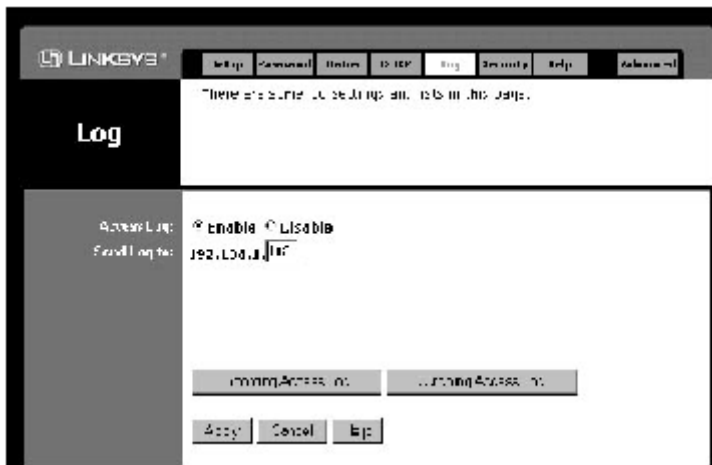 LINKSYS
Setup Password Status DHCP Log Security Help Advanced
There are some log settings and lists in this page.
Log
Access Log: Enable Disable
Send Log to: 192.168.1.
Incoming Access Log Outgoing Access Log
Apply Cancel Help